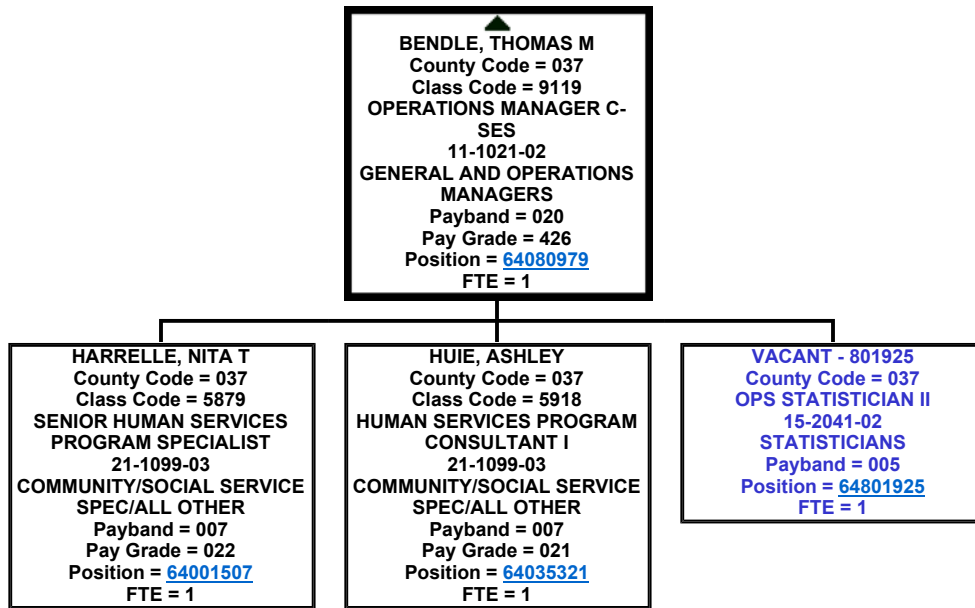 BENDLE, THOMAS M
County Code = 037
Class Code = 9119
OPERATIONS MANAGER C-
SES
11-1021-02
GENERAL AND OPERATIONS
MANAGERS
Payband = 020
Pay Grade = 426
Position = 64080979
FTE = 1
HARRELLE, NITA T
County Code = 037
Class Code = 5879
SENIOR HUMAN SERVICES
PROGRAM SPECIALIST
21-1099-03
COMMUNITY/SOCIAL SERVICE
SPEC/ALL OTHER
Payband = 007
Pay Grade = 022
Position = 64001507
FTE = 1
HUIE, ASHLEY
County Code = 037
Class Code = 5918
HUMAN SERVICES PROGRAM
CONSULTANT I
21-1099-03
COMMUNITY/SOCIAL SERVICE
SPEC/ALL OTHER
Payband = 007
Pay Grade = 021
Position = 64035321
FTE = 1
VACANT - 801925
County Code = 037
OPS STATISTICIAN II
15-2041-02
STATISTICIANS
Payband = 005
Position = 64801925
FTE = 1